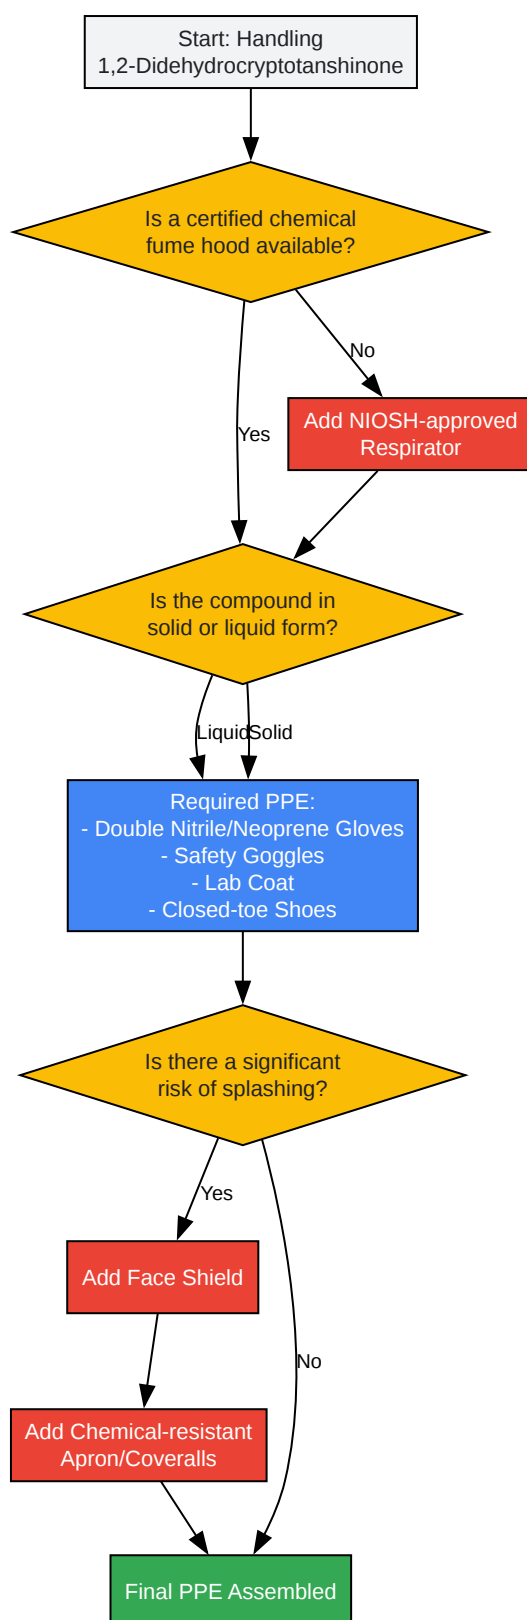 Start: Handling
1,2-Didehydrocryptotanshinone
Is a certified chemical
fume hood available?
No
Add NIOSH-approved
Respirator
Yes
Is the compound in
solid or liquid form?
Liquid
Solid
Required PPE:
- Double Nitrile/Neoprene Gloves
- Safety Goggles
- Lab Coat
- Closed-toe Shoes
Is there a significant
risk of splashing?
Yes
Add Face Shield
No
Add Chemical-resistant
Apron/Coveralls
Final PPE Assembled